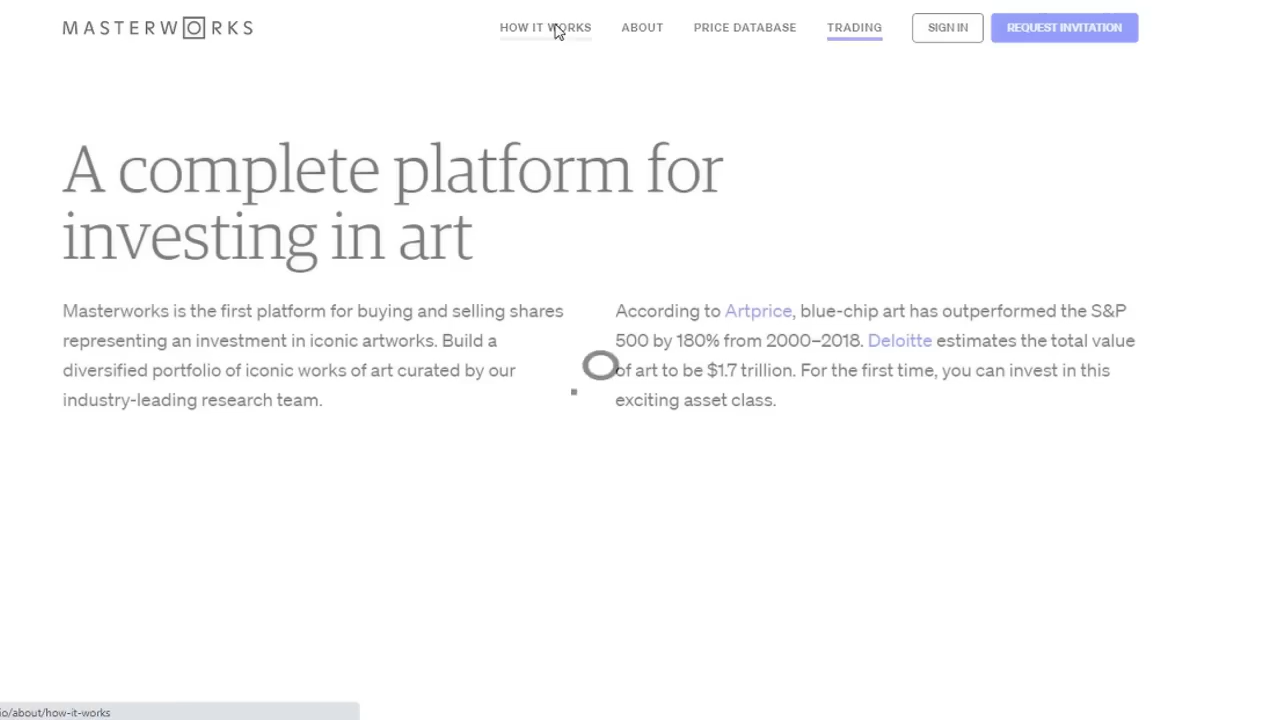 MASTERWORKS
HOW IT WORKS
ABOUT
PRICE DATABASE
TRADING
SIGN IN
REQUEST INVITATION
A complete platform for
investing in art
Masterworks is the first platform for buying and selling shares
representing an investment in iconic artworks. Build a
diversified portfolio of iconic works of art curated by our
industry-leading research team.
According to Artprice, blue-chip art has outperformed the S&P
500 by 180% from 2000–2018. Deloitte estimates the total value
of art to be $1.7 trillion. For the first time, you can invest in this
exciting asset class.
io/about/how-it-works